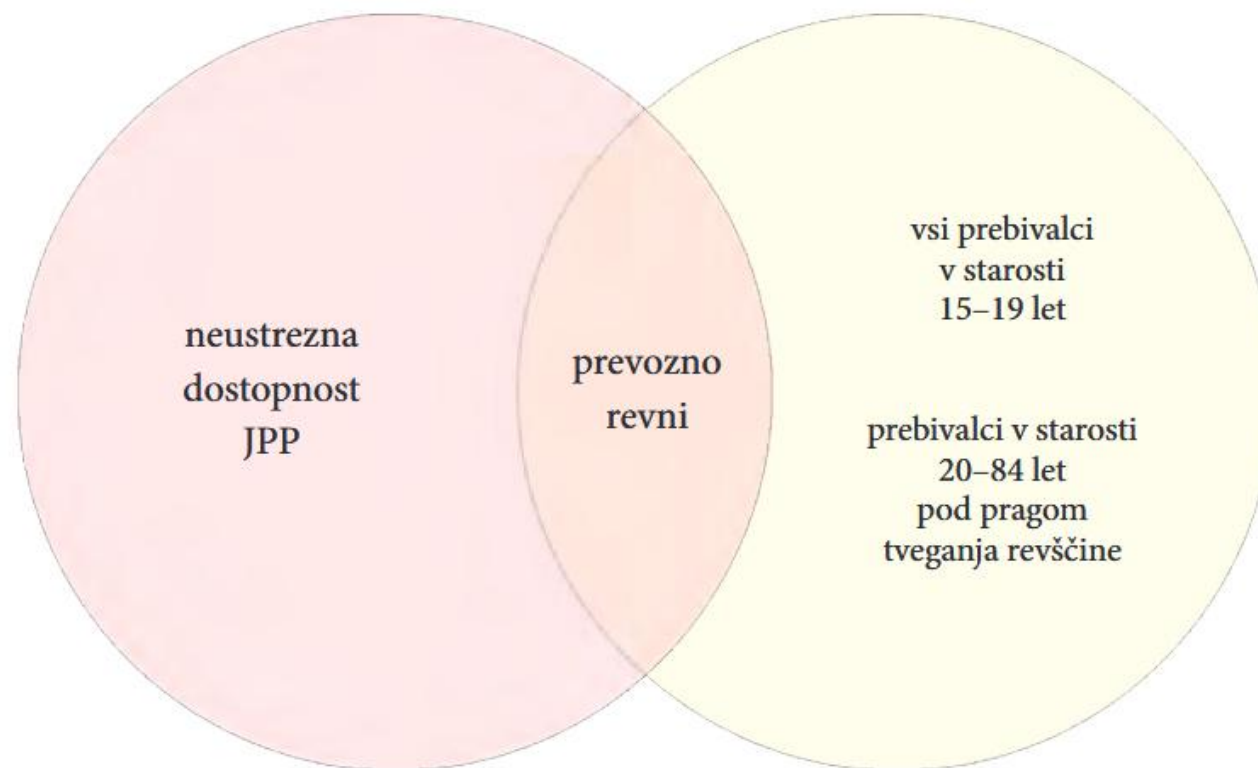 neustrezna
dostopnost
JPP
prevozno
revni
vsi prebivalci
v starosti
15–19 let
prebivalci v starosti
20–84 let
pod pragom
tveganja revščine